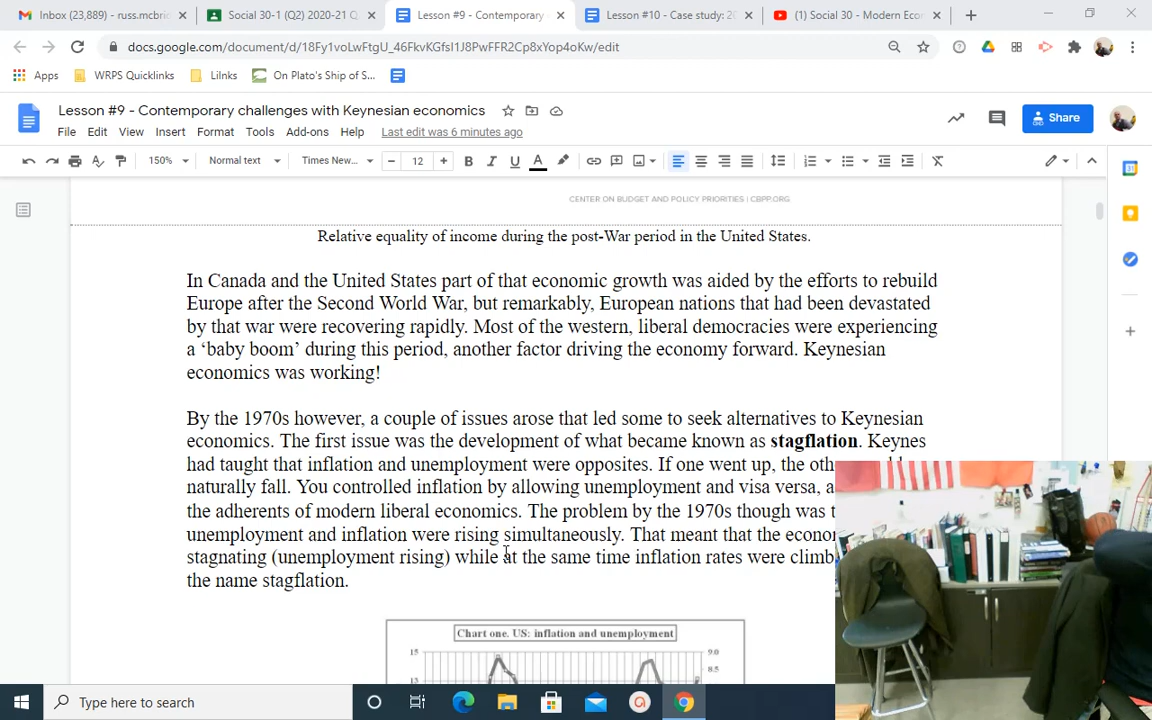 Inbox (23,889) - russ.mcbri
Social 30-1 (Q2) 2020-21 Q
Lesson #9 - Contemporary
Lesson #10 - Case study: 2
(1) Social 30 - Modern Eco
docs.google.com/document/d/18Fy1voLwFtgU_46FkvKGfsI1J8PwFFR2Cp8xYop4oKw/edit
Apps
WRPS Quicklinks
LiInks
On Plato's Ship of S...
Lesson #9 - Contemporary challenges with Keynesian economics
File Edit View Insert Format Tools Add-ons Help Last edit was 6 minutes ago
Share
150% Normal text Times New... 12 B I U A
CENTER ON BUDGET AND POLICY PRIORITIES | CBPP.ORG
Relative equality of income during the post-War period in the United States.
In Canada and the United States part of that economic growth was aided by the efforts to rebuild
Europe after the Second World War, but remarkably, European nations that had been devastated
by that war were recovering rapidly. Most of the western, liberal democracies were experiencing
a ‘baby boom’ during this period, another factor driving the economy forward. Keynesian
economics was working!
By the 1970s however, a couple of issues arose that led some to seek alternatives to Keynesian
economics. The first issue was the development of what became known as stagflation. Keynes
had taught that inflation and unemployment were opposites. If one went up, the
naturally fall. You controlled inflation by allowing unemployment and visa versa,
the adherents of modern liberal economics. The problem by the 1970s though was
unemployment and inflation were rising simultaneously. That meant that the
stagnating (unemployment rising) while at the same time inflation rates were
the name stagflation.
Chart one. US: inflation and unemployment
15
9.0
8.5
13
Type here to search